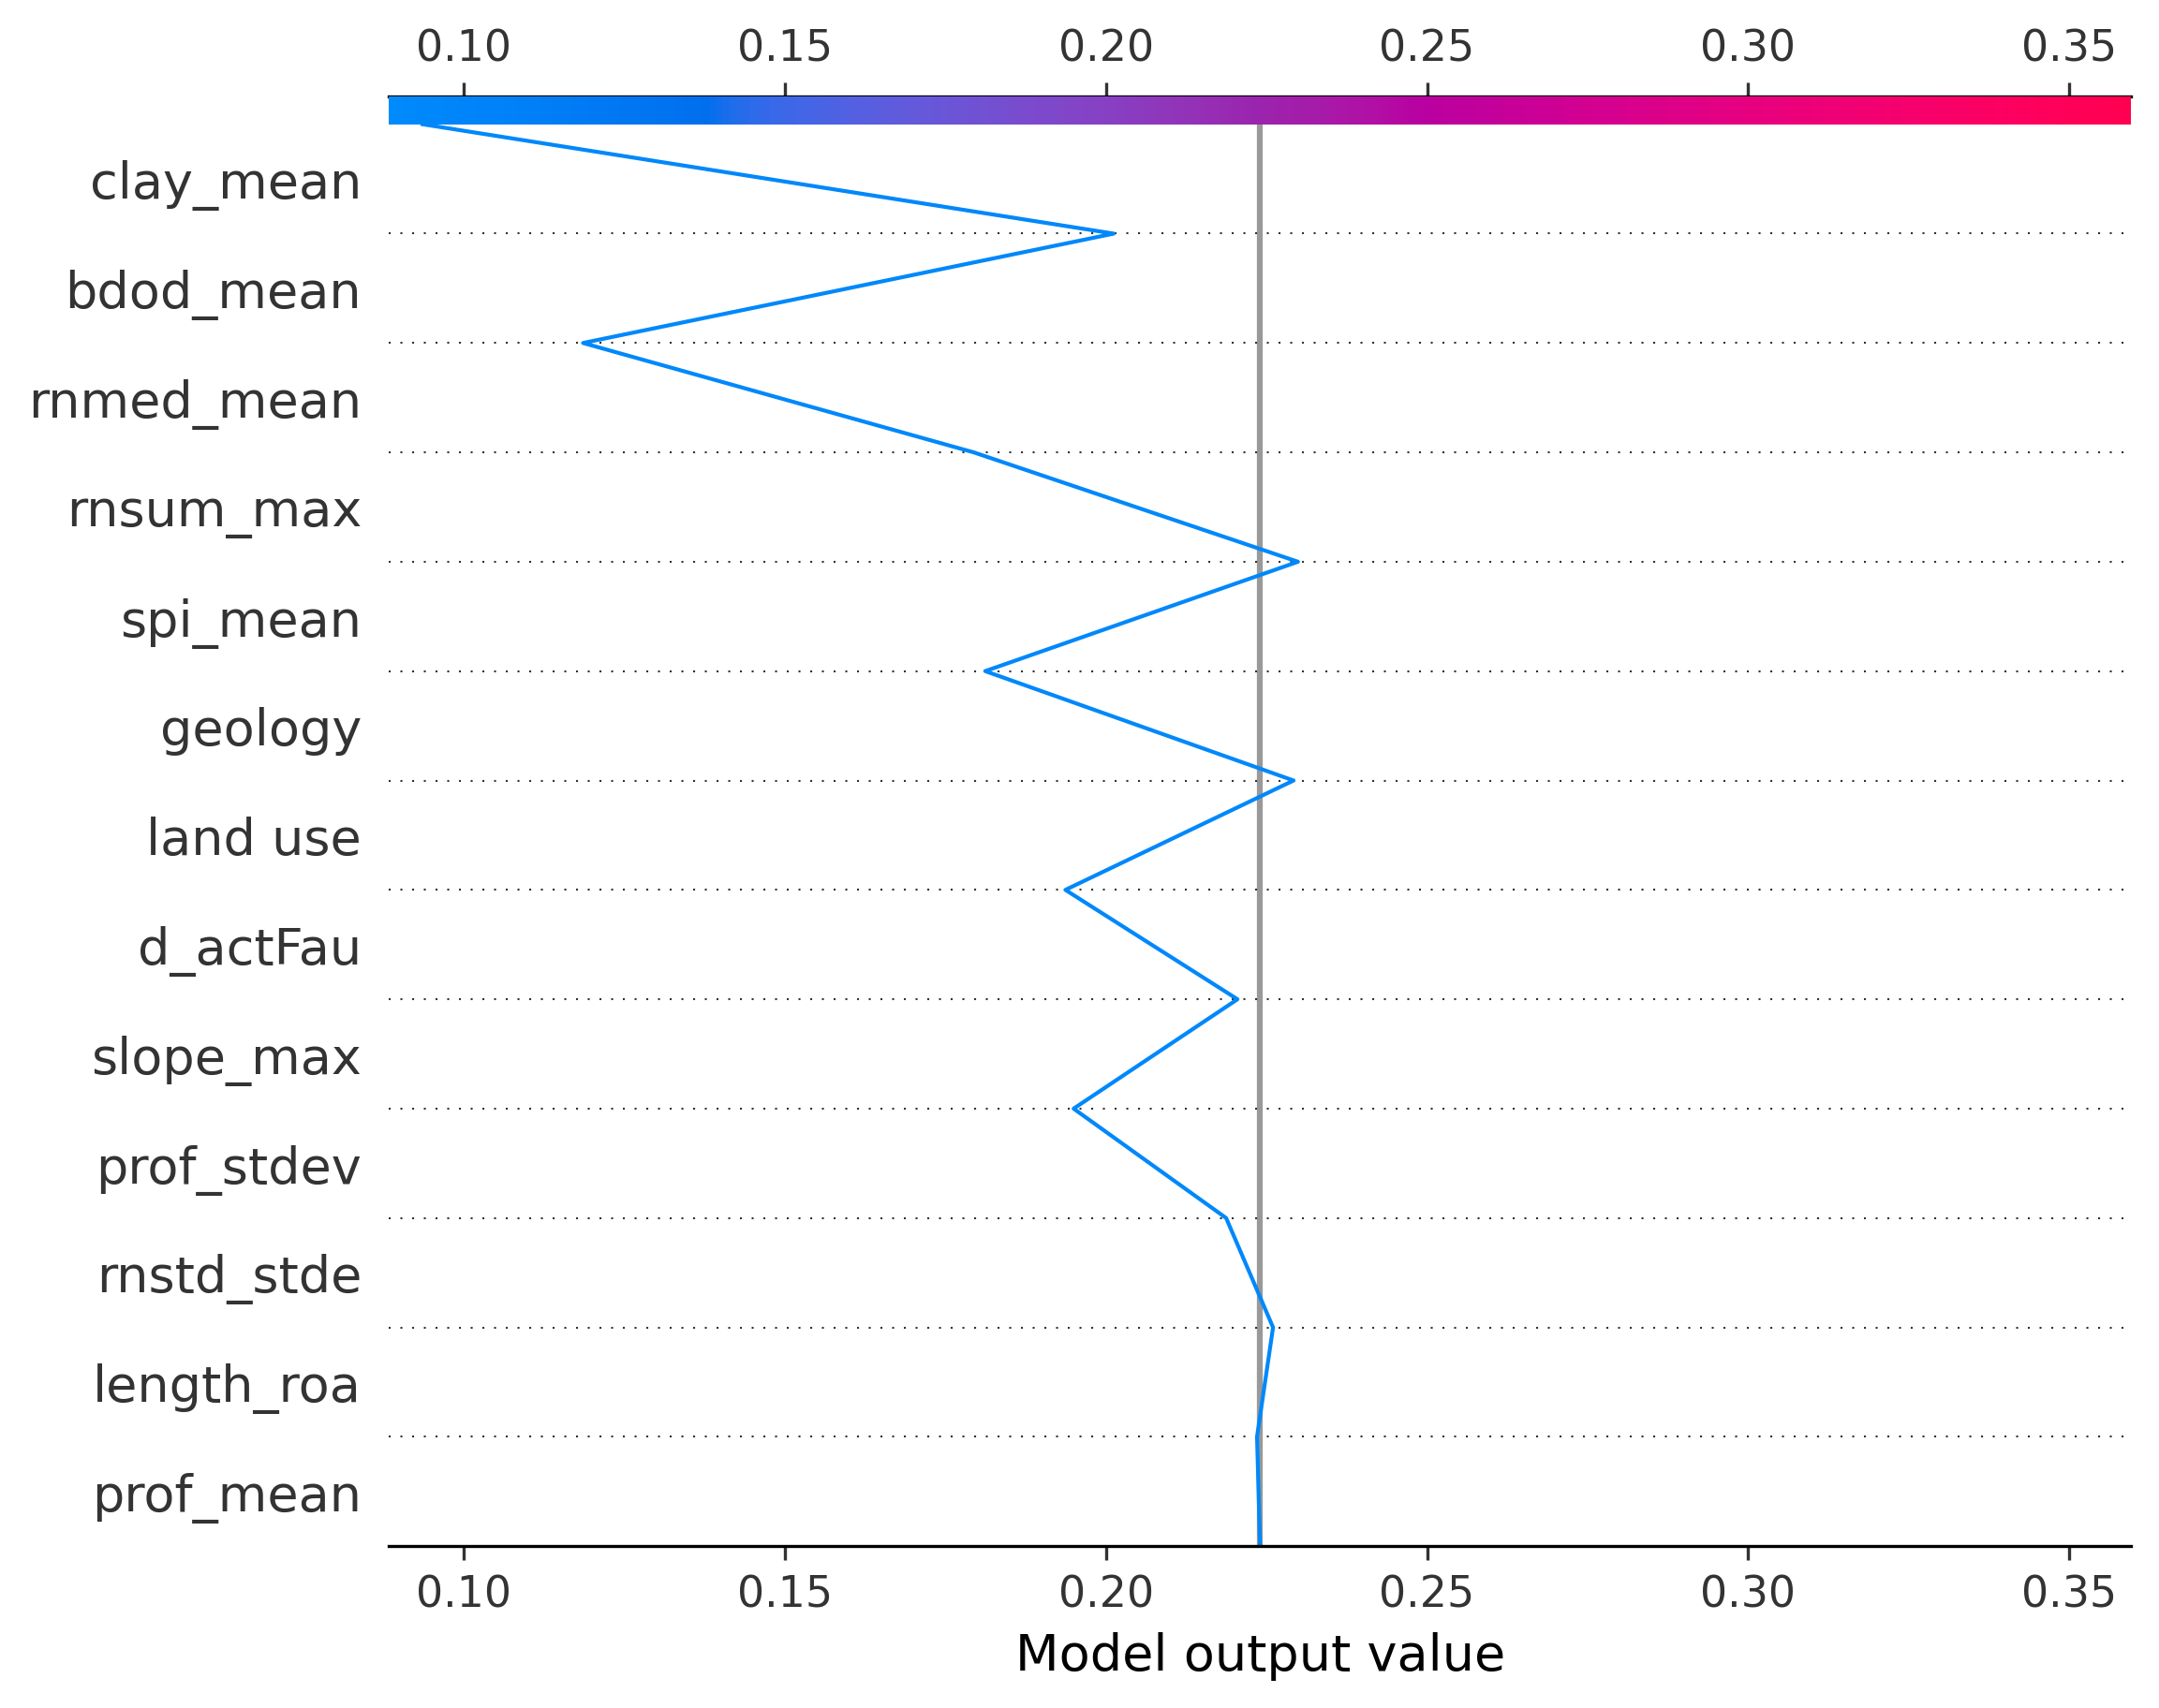 0.10 0.15 0.20 0.25 0.30 0.35
clay_mean
bdod_mean
rnmed_mean
rnsum_max
spi_mean
geology
land use
d_actFau
slope_max
prof_stdev
rnstd_stde
length_roa
prof_mean
0.10 0.15 0.20 0.25 0.30 0.35
Model output value